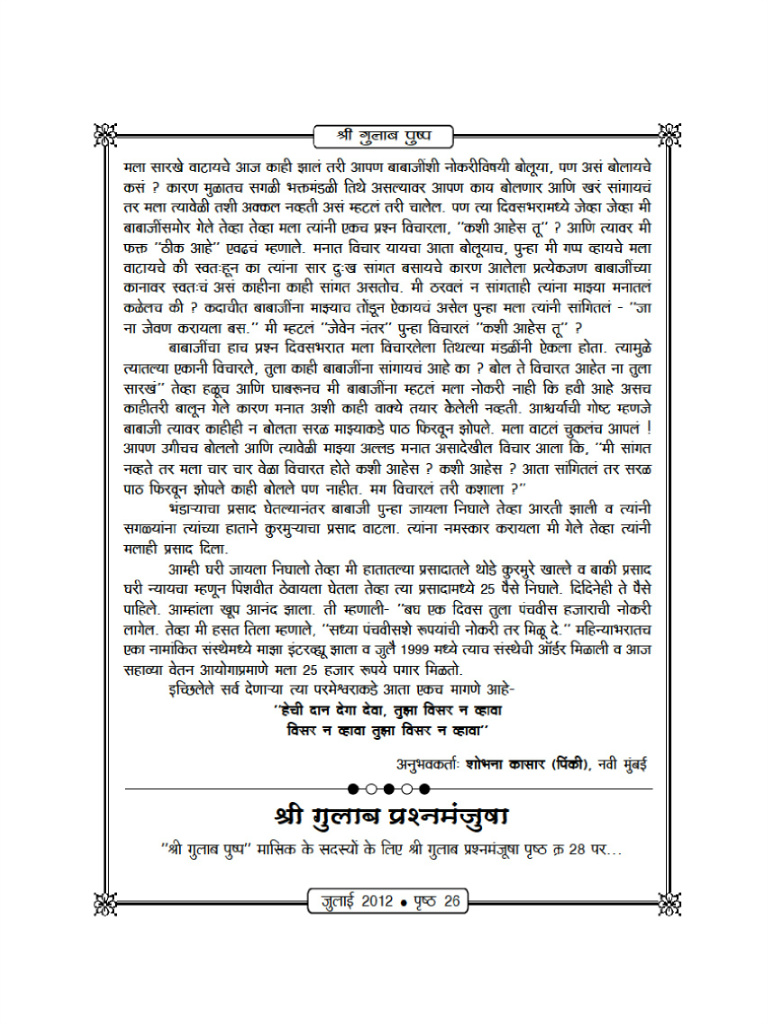 श्री गुलाब पुष्प
मला सारखे वाटायचे आज काही झालं तरी आपण बाबाजींशी नोकरीविषयी बोलूया, पण असं बोलायचे
कसं ? कारण मुळातच सगळी भक्तमंडळी तिथे असल्यावर आपण काय बोलणार आणि खरं सांगायचं
तर मला त्यावेळी तशी अक्कल नव्हती असं म्हटलं तरी चालेल. पण त्या दिवसभरामध्ये जेव्हा जेव्हा मी
बाबाजींसमोर गेले तेव्हा तेव्हा मला त्यांनी एकच प्रश्न विचारला, ''कशी आहेस तू'' ? आणि त्यावर मी
फक्त ''ठीक आहे'' एवढचं म्हणाले. मनात विचार यायचा आता बोलूयाच, पुन्हा मी गप्प व्हायचे मला
वाटायचे की स्वतःहून का त्यांना सार दुःख सांगत बसायचे कारण आलेला प्रत्येकजण बाबाजींच्या
कानावर स्वतःचं असं काहीना काही सांगत असतोच. मी ठरवलं न सांगताही त्यांना माझ्या मनातलं
कळेलच की ? कदाचीत बाबाजींना माझ्याच तोंडून ऐकायचं असेल पुन्हा मला त्यांनी सांगितलं - ''जा
ना जेवण करायला बस.'' मी म्हटलं ''जेवेन नंतर'' पुन्हा विचारलं ''कशी आहेस तू'' ?
बाबाजींचा हाच प्रश्न दिवसभरात मला विचारलेला तिथल्या मंडळींनी ऐकला होता. त्यामुळे
त्यातल्या एकानी विचारले, तुला काही बाबाजींना सांगायचं आहे का ? बोल ते विचारत आहेत ना तुला
सारखं'' तेव्हा हळूच आणि घाबरूनच मी बाबाजींना म्हटलं मला नोकरी नाही कि हवी आहे असच
काहीतरी बालून गेले कारण मनात अशी काही वाक्ये तयार केलेली नव्हती. आश्चर्याची गोष्ट म्हणजे
बाबाजी त्यावर काहीही न बोलता सरळ माझ्याकडे पाठ फिरवून झोपले. मला वाटलं चुकलंच आपलं !
आपण उगीचच बोललो आणि त्यावेळी माझ्या अल्लड मनात असादेखील विचार आला कि, ''मी सांगत
नव्हते तर मला चार चार वेळा विचारत होते कशी आहेस ? कशी आहेस ? आता सांगितलं तर सरळ
पाठ फिरवून झोपले काही बोलले पण नाहीत. मग विचारलं तरी कशाला ?''
भंडाऱ्याचा प्रसाद घेतल्यानंतर बाबाजी पुन्हा जायला निघाले तेव्हा आरती झाली व त्यांनी
सगळ्यांना त्यांच्या हाताने कुरमुऱ्याचा प्रसाद वाटला. त्यांना नमस्कार करायला मी गेले तेव्हा त्यांनी
मलाही प्रसाद दिला.
आम्ही घरी जायला निघालो तेव्हा मी हातातल्या प्रसादातले थोडे कुरमुरे खाल्ले व बाकी प्रसाद
घरी न्यायचा म्हणून पिशवीत ठेवायला घेतला तेव्हा त्या प्रसादामध्ये 25 पैसे निघाले. दिदिनेही ते पैसे
पाहिले. आम्हांला खूप आनंद झाला. ती म्हणाली- ''बघ एक दिवस तुला पंचवीस हजाराची नोकरी
लागेल. तेव्हा मी हसत तिला म्हणाले, ''सध्या पंचवीसशे रूपयांची नोकरी तर मिळू दे.'' महिन्याभरातच
एका नामांकित संस्थेमध्ये माझा इंटरव्ह्यू झाला व जुलै 1999 मध्ये त्याच संस्थेची ऑर्डर मिळाली व आज
सहाव्या वेतन आयोगाप्रमाणे मला 25 हजार रूपये पगार मिळतो.
इच्छिलेले सर्व देणाऱ्या त्या परमेश्वराकडे आता एकच मागणे आहे-
''हेची दान देगा देवा, तुझा विसर न व्हावा
विसर न व्हावा तुझा विसर न व्हावा''
अनुभवकर्ताः शोभना कासार (पिंकी), नवी मुंबई
श्री गुलाब प्रश्नमंजुषा
''श्री गुलाब पुष्प'' मासिक के सदस्यों के लिए श्री गुलाब प्रश्नमंजूषा पृष्ठ क्र 28 पर...
जुलाई 2012 ● पृष्ठ 26